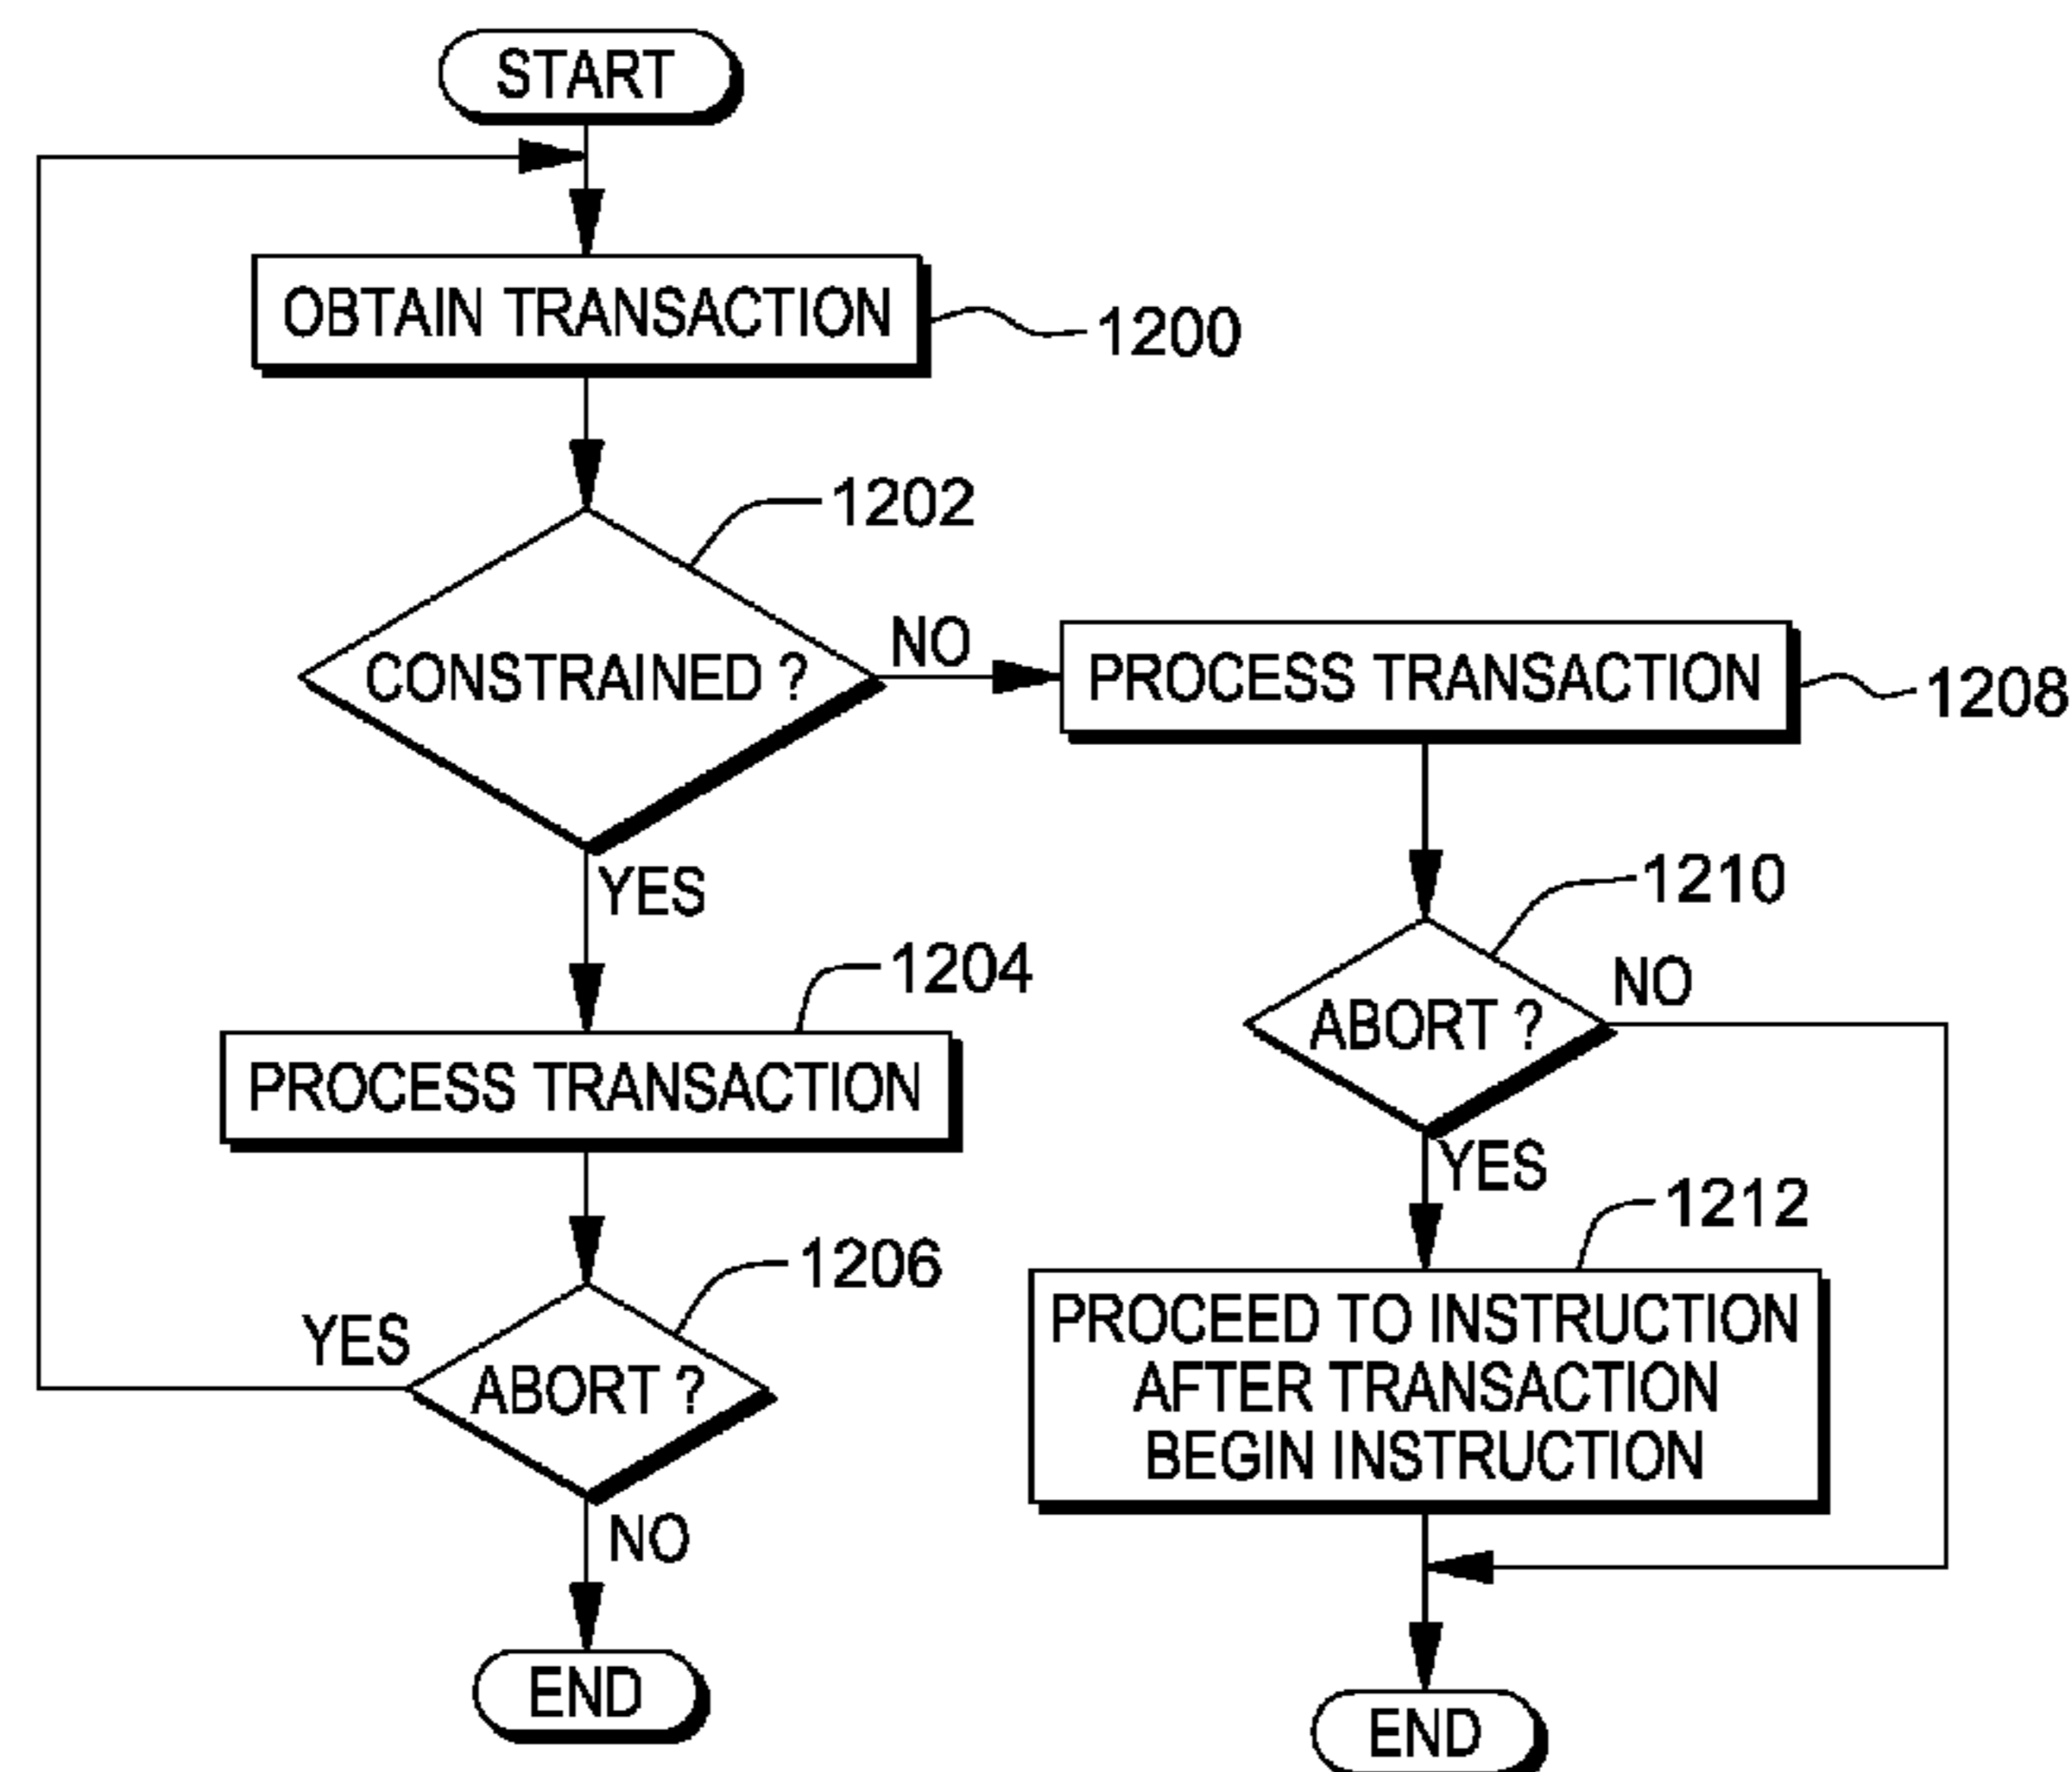 START
OBTAIN TRANSACTION
1200
1202
CONSTRAINED ?
NO
YES
PROCESS TRANSACTION
1208
1204
PROCESS TRANSACTION
1206
ABORT ?
YES
NO
END
1210
ABORT ?
NO
YES
1212
PROCEED TO INSTRUCTION
AFTER TRANSACTION
BEGIN INSTRUCTION
END